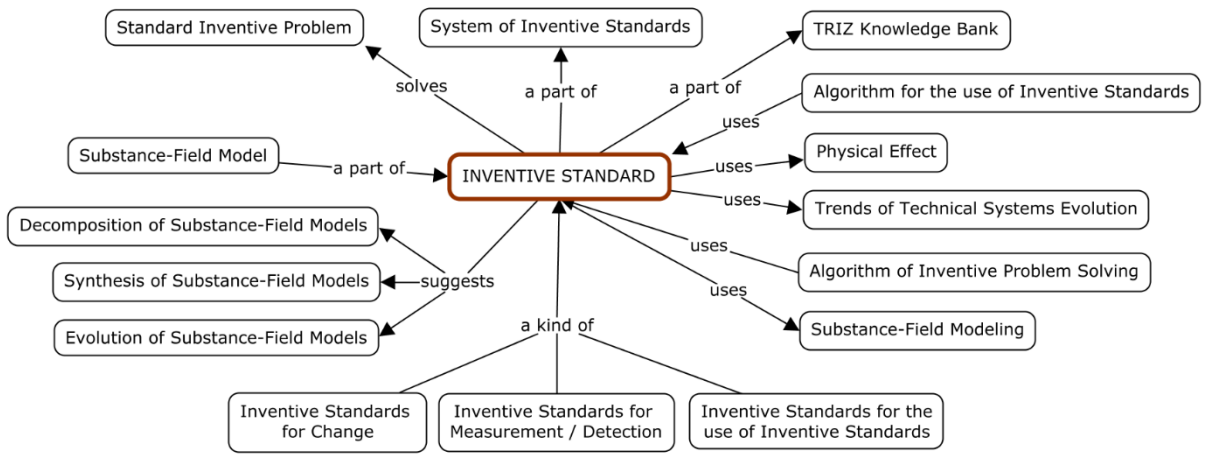 Standard Inventive Problem
System of Inventive Standards
TRIZ Knowledge Bank
solves
a part of
a part of
Algorithm for the use of Inventive Standards
uses
Substance-Field Model
a part of
INVENTIVE STANDARD
uses
Physical Effect
uses
Trends of Technical Systems Evolution
Decomposition of Substance-Field Models
Synthesis of Substance-Field Models
suggests
Evolution of Substance-Field Models
uses
Algorithm of Inventive Problem Solving
uses
Substance-Field Modeling
a kind of
Inventive Standards
for Change
Inventive Standards for
Measurement / Detection
Inventive Standards for the
use of Inventive Standards